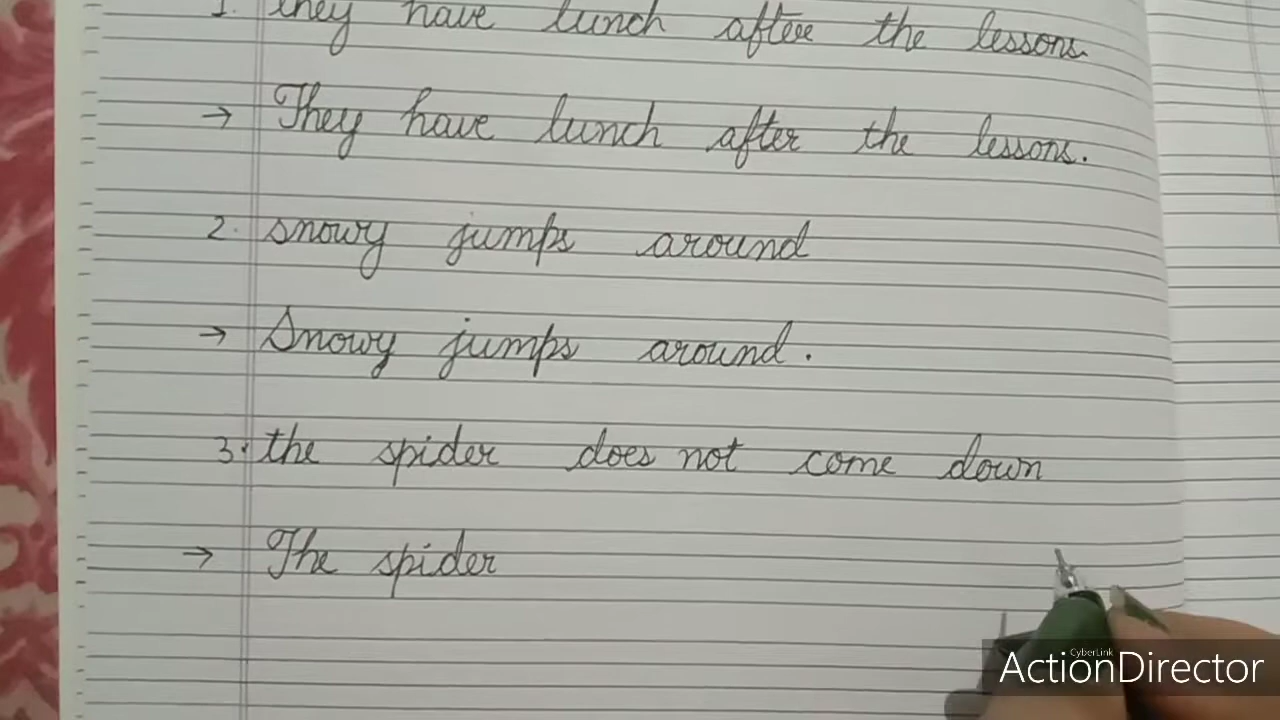 1. they have lunch after the lessons
→ They have lunch after the lessons.
2. snowy jumps around
→ Snowy jumps around.
3. the spider does not come down
→ The spider
CyberLink
ActionDirector